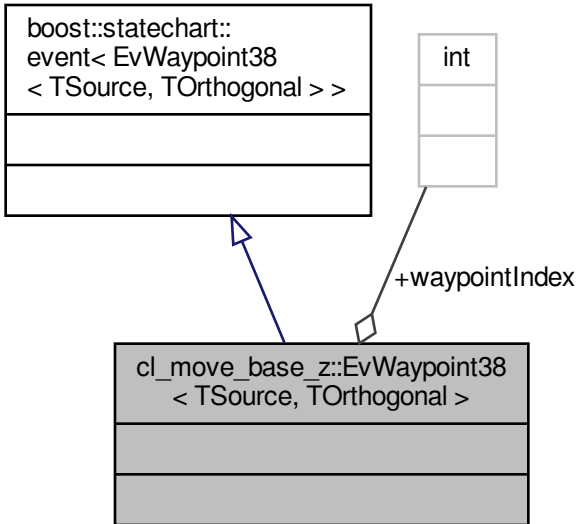 boost::statechart::
event< EvWaypoint38
< TSource, TOrthogonal > >
int
+waypointIndex
cl_move_base_z::EvWaypoint38
< TSource, TOrthogonal >